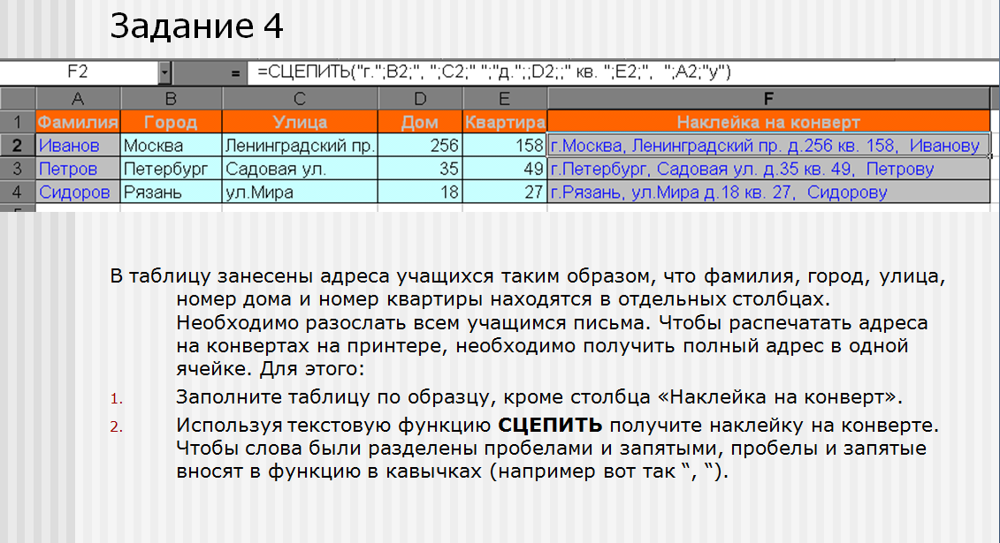 Задание 4
F2 = =СЦЕПИТЬ("г.";B2;", ";C2;" ";"д.";;D2;;" кв. ";E2;",  ";A2;"у")
A B C D E F
1 Фамилия Город Улица Дом Квартира Наклейка на конверт
2 Иванов Москва Ленинградский пр. 256 158 г.Москва, Ленинградский пр. д.256 кв. 158,  Иванову
3 Петров Петербург Садовая ул. 35 49 г.Петербург, Садовая ул. д.35 кв. 49,  Петрову
4 Сидоров Рязань ул.Мира 18 27 г.Рязань, ул.Мира д.18 кв. 27,  Сидорову
В таблицу занесены адреса учащихся таким образом, что фамилия, город, улица,
номер дома и номер квартиры находятся в отдельных столбцах.
Необходимо разослать всем учащимся письма. Чтобы распечатать адреса
на конвертах на принтере, необходимо получить полный адрес в одной
ячейке. Для этого:
1. Заполните таблицу по образцу, кроме столбца «Наклейка на конверт».
2. Используя текстовую функцию СЦЕПИТЬ получите наклейку на конверте.
Чтобы слова были разделены пробелами и запятыми, пробелы и запятые
вносят в функцию в кавычках (например вот так “, “).